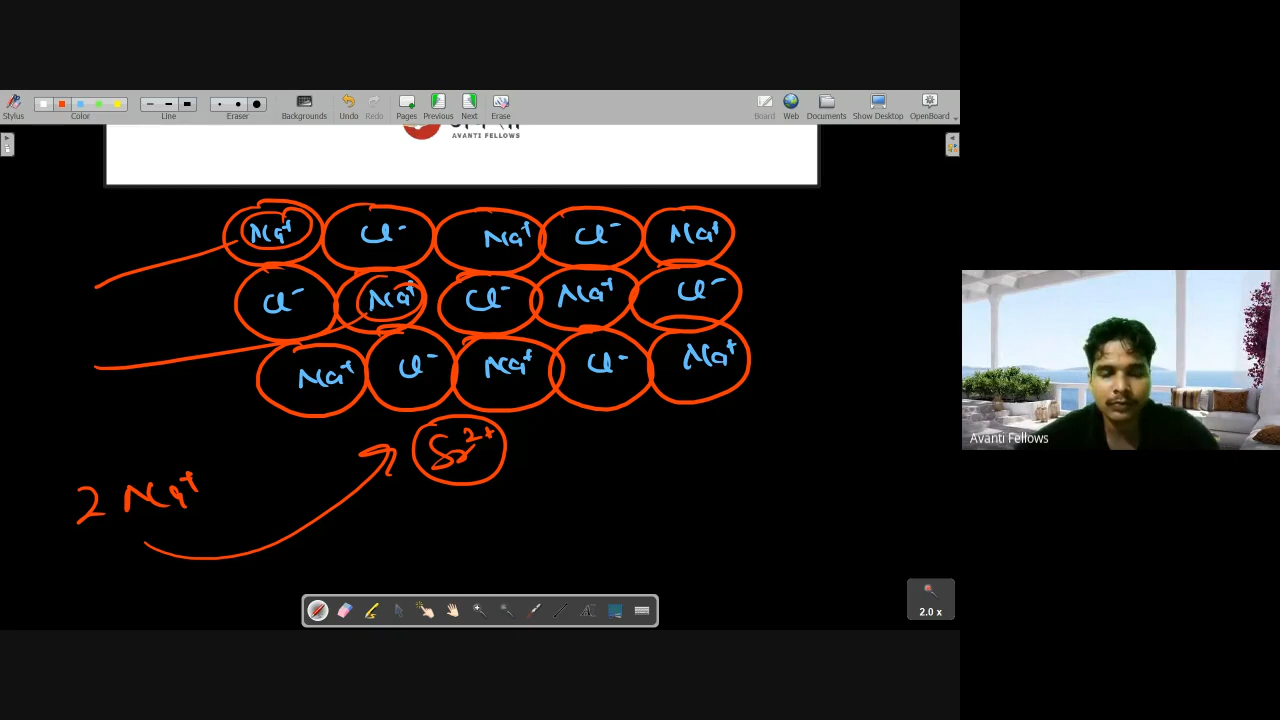 Stylus Color Line Eraser Backgrounds Undo Redo Pages Previous Next Erase Board Web Documents Show Desktop OpenBoard
AVANTI FELLOWS
Na⁺ Cl⁻ Na⁺ Cl⁻ Na⁺
Cl⁻ Na⁺ Cl⁻ Na⁺ Cl⁻
Na⁺ Cl⁻ Na⁺ Cl⁻ Na⁺
Sr²⁺
2 Na⁺
Avanti Fellows
2.0 x